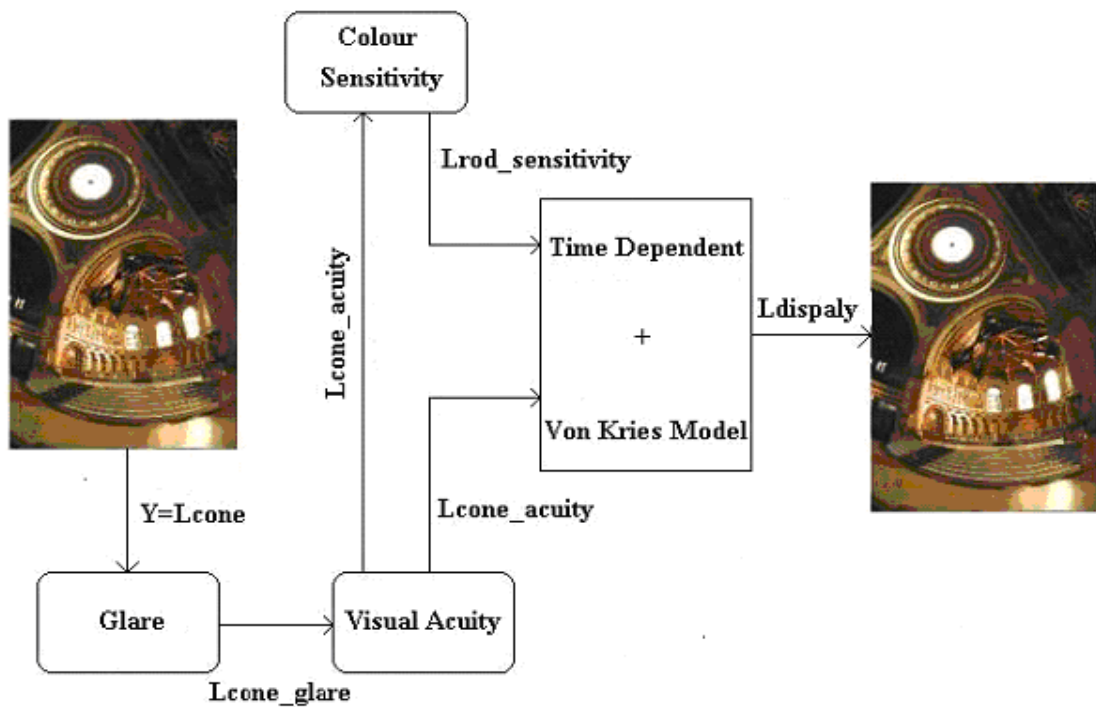 Colour
Sensitivity
Lrod_sensitivity
Time Dependent
+
Von Kries Model
Ldispaly
Lcone_acuity
Lcone_acuity
Y=Lcone
Glare
Visual Acuity
Lcone_glare